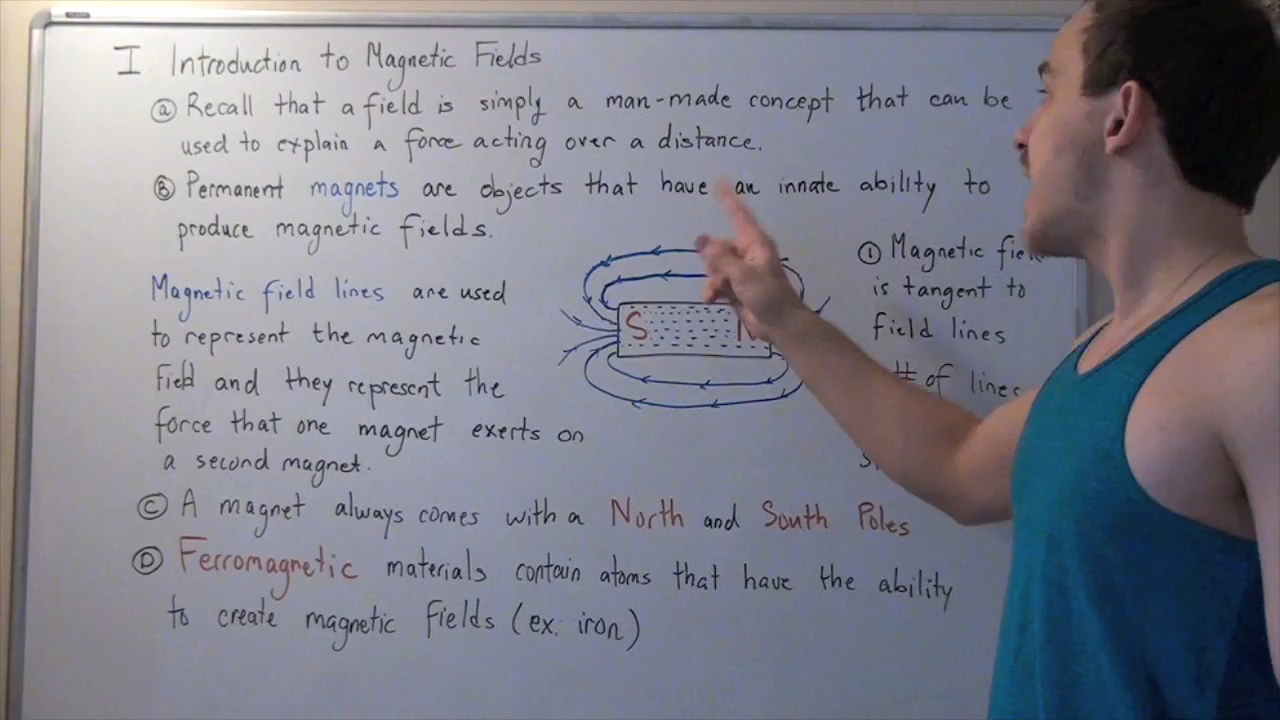 I Introduction to Magnetic Fields
ⓐ Recall that a field is simply a man-made concept that can be
used to explain a force acting over a distance.
Ⓑ Permanent magnets are objects that have an innate ability to
produce magnetic fields.
Magnetic field lines are used
to represent the magnetic
field and they represent the
force that one magnet exerts on
a second magnet.
S
① Magnetic
is tangent to
field lines
# of lines
Ⓒ A magnet always comes with a North and South Poles
Ⓓ Ferromagnetic materials contain atoms that have the ability
to create magnetic fields (ex. iron)